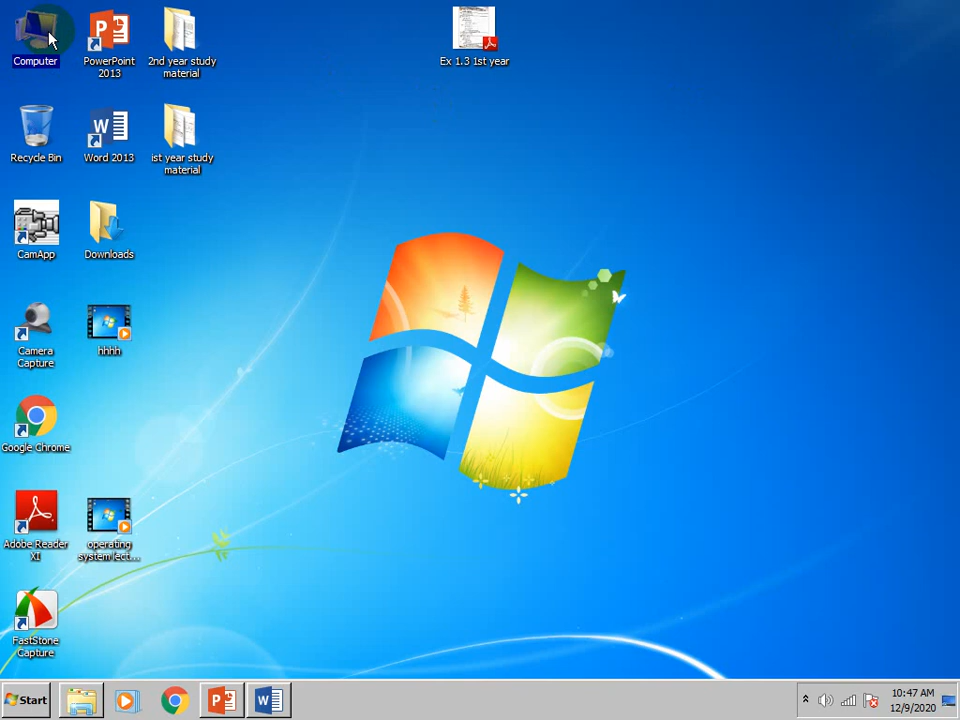 Computer
PowerPoint
2013
2nd year study
material
Ex 1.3 1st year
Recycle Bin
Word 2013
ist year study
material
CamApp
Downloads
Camera
Capture
hhhh
Google Chrome
Adobe Reader
XI
operating
system lect...
FastStone
Capture
Start
10:47 AM
12/9/2020